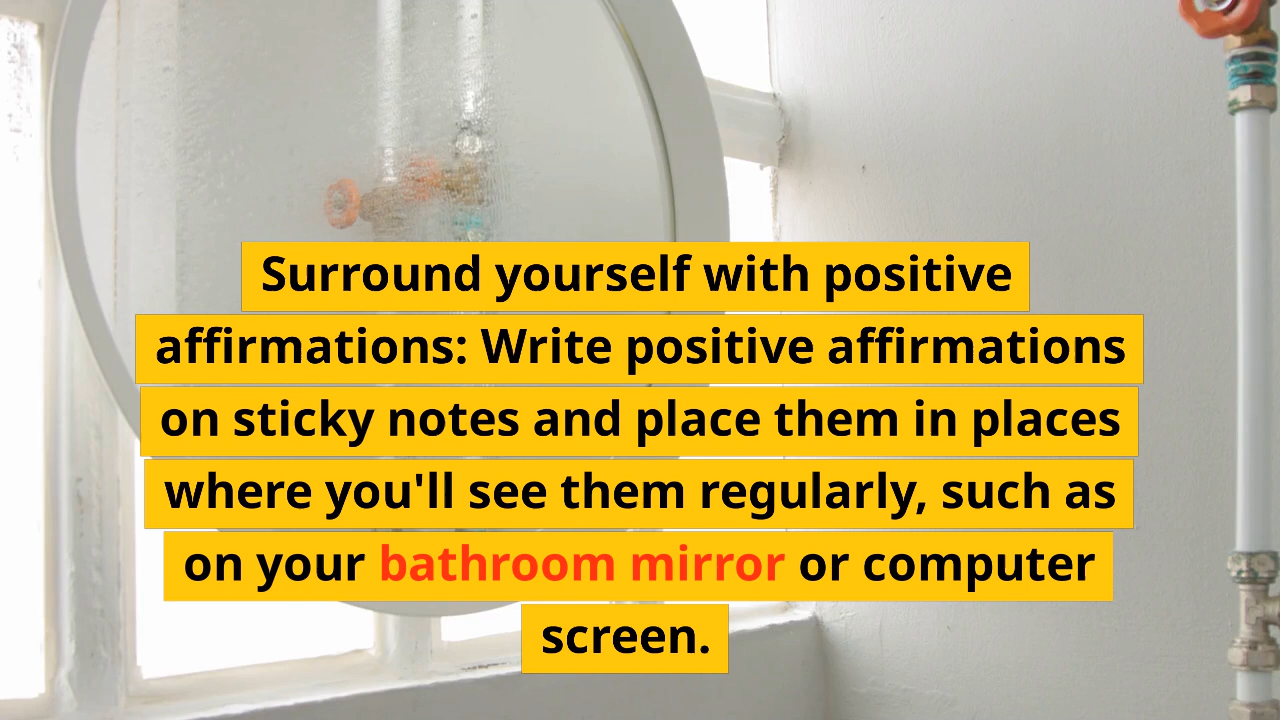 Surround yourself with positive
affirmations: Write positive affirmations
on sticky notes and place them in places
where you'll see them regularly, such as
on your bathroom mirror or computer
screen.